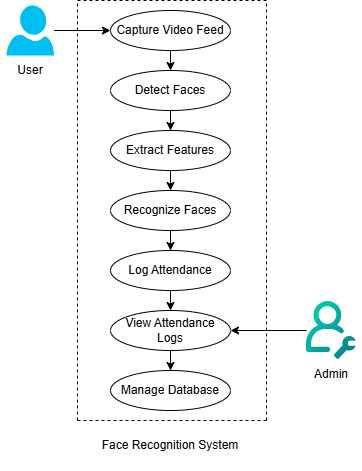 Capture Video Feed
User
Detect Faces
Extract Features
Recognize Faces
Log Attendance
View Attendance
Logs
Admin
Manage Database
Face Recognition System